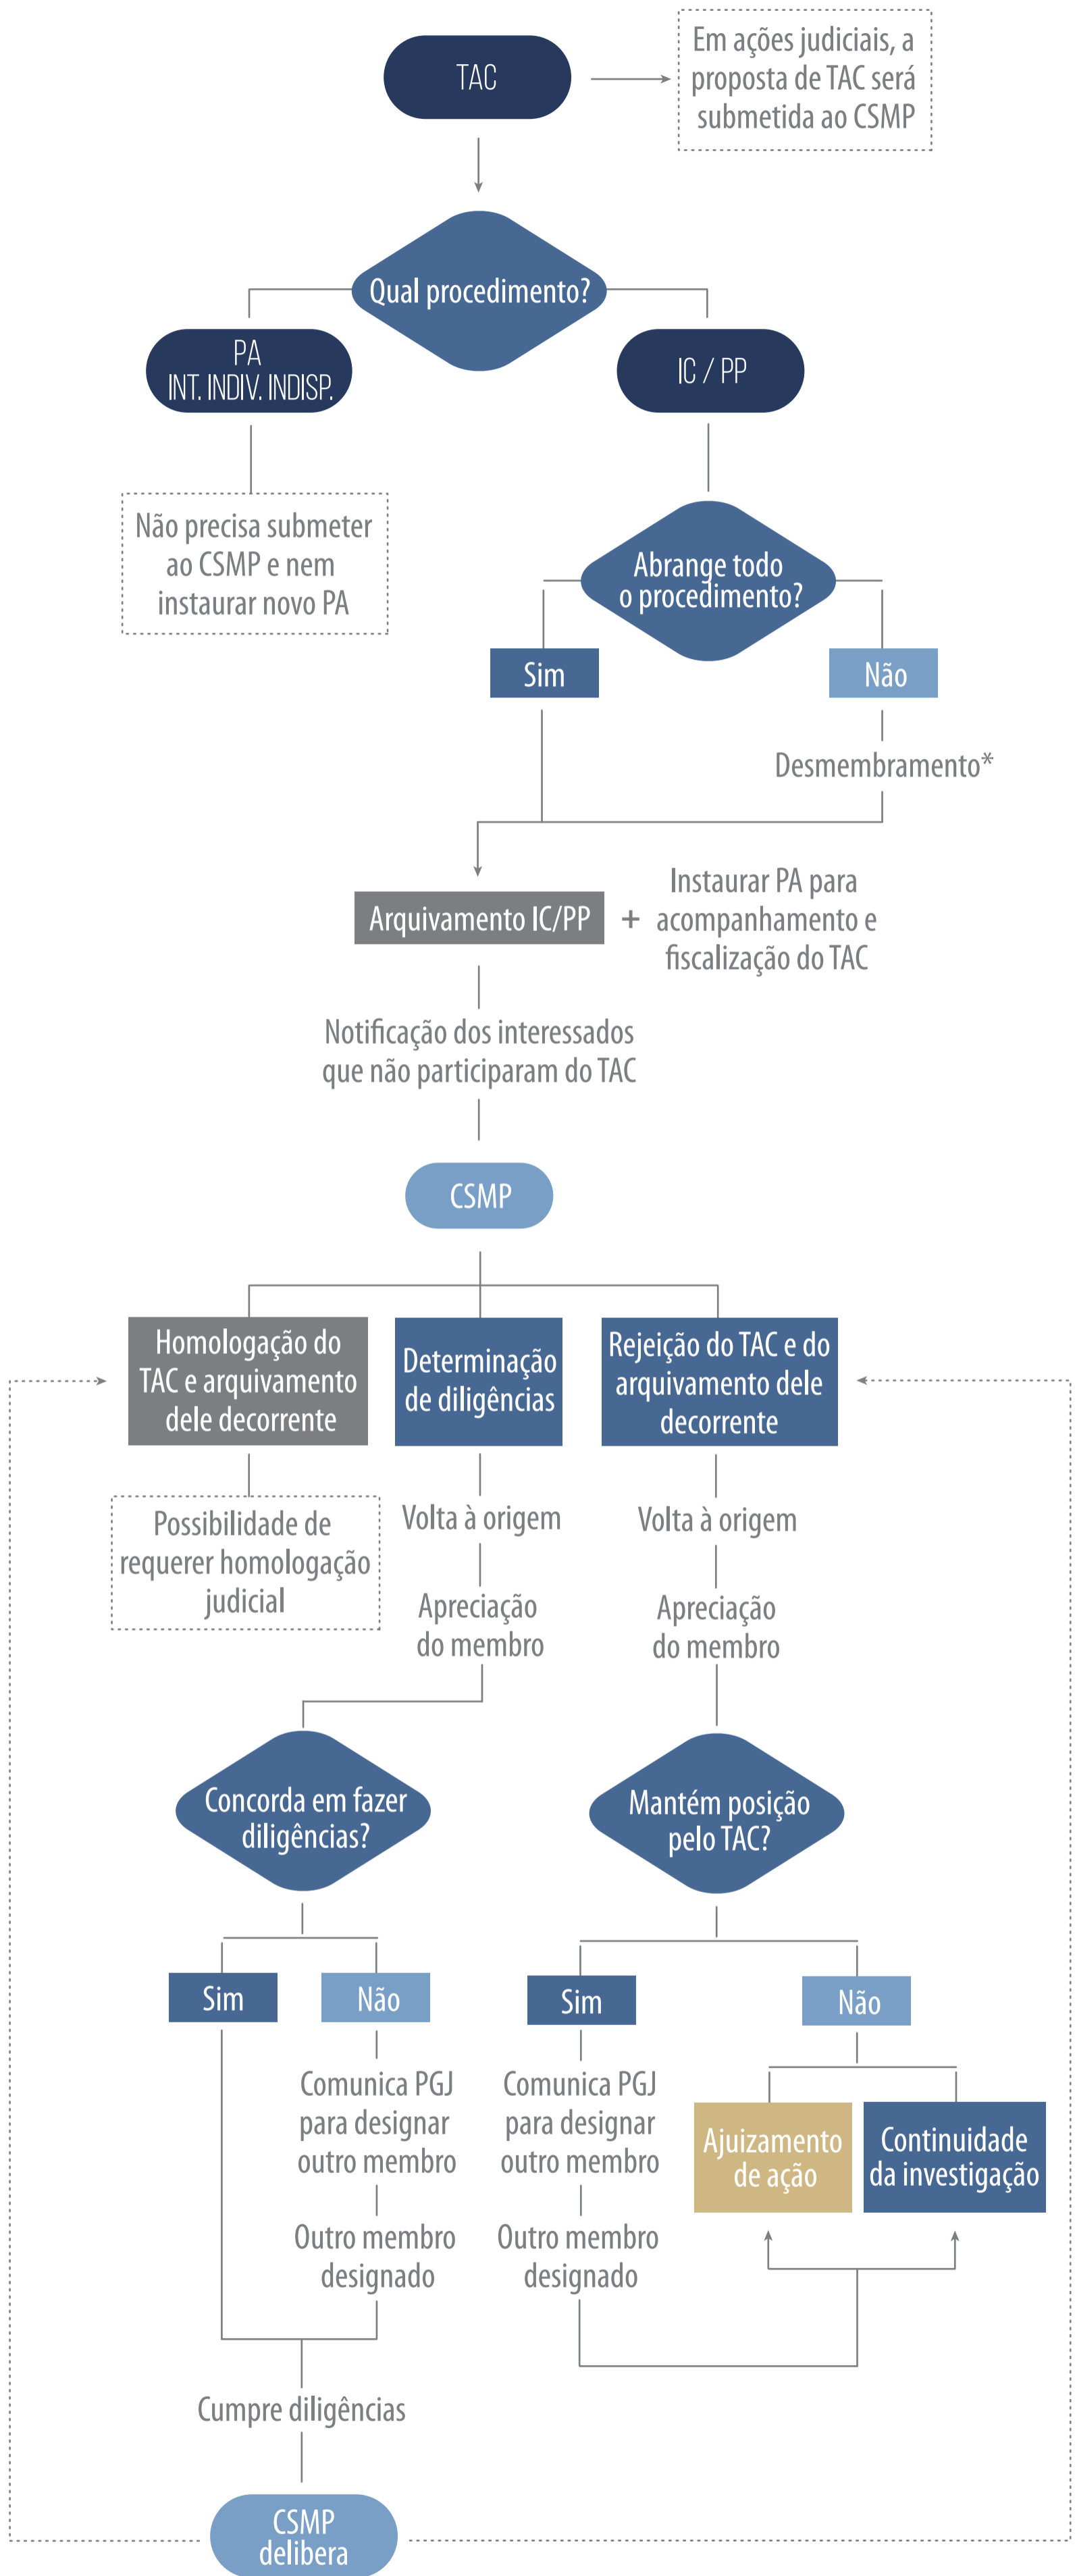 TAC
Em ações judiciais, a
proposta de TAC será
submetida ao CSMP
Qual procedimento?
PA
INT. INDIV. INDISP.
IC / PP
Não precisa submeter
ao CSMP e nem
instaurar novo PA
Abrange todo
o procedimento?
Sim
Não
Desmembramento*
Arquivamento IC/PP
+
Instaurar PA para
acompanhamento e
fiscalização do TAC
Notificação dos interessados
que não participaram do TAC
CSMP
Homologação do
TAC e arquivamento
dele decorrente
Determinação
de diligências
Rejeição do TAC e do
arquivamento dele
decorrente
Possibilidade de
requerer homologação
judicial
Volta à origem
Volta à origem
Apreciação
do membro
Apreciação
do membro
Concorda em fazer
diligências?
Mantém posição
pelo TAC?
Sim
Não
Sim
Não
Comunica PGJ
para designar
outro membro
Comunica PGJ
para designar
outro membro
Ajuizamento
de ação
Continuidade
da investigação
Outro membro
designado
Outro membro
designado
Cumpre diligências
CSMP
delibera